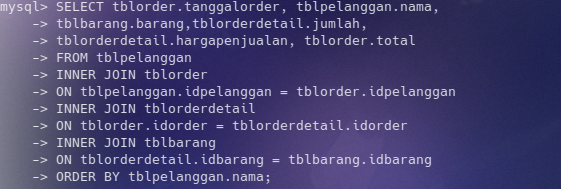 mysql> SELECT tblorder.tanggalorder, tblpelanggan.nama,
-> tblbarang.barang,tblorderdetail.jumlah,
-> tblorderdetail.hargapenjualan, tblorder.total
-> FROM tblpelanggan
-> INNER JOIN tblorder
-> ON tblpelanggan.idpelanggan = tblorder.idpelanggan
-> INNER JOIN tblorderdetail
-> ON tblorder.idorder = tblorderdetail.idorder
-> INNER JOIN tblbarang
-> ON tblorderdetail.idbarang = tblbarang.idbarang
-> ORDER BY tblpelanggan.nama;